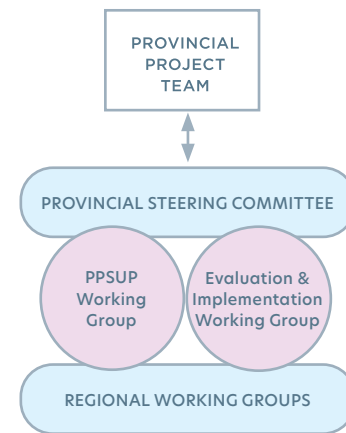 PROVINCIAL
PROJECT
TEAM
PROVINCIAL STEERING COMMITTEE
PPSUP
Working
Group
Evaluation &
Implementation
Working Group
REGIONAL WORKING GROUPS